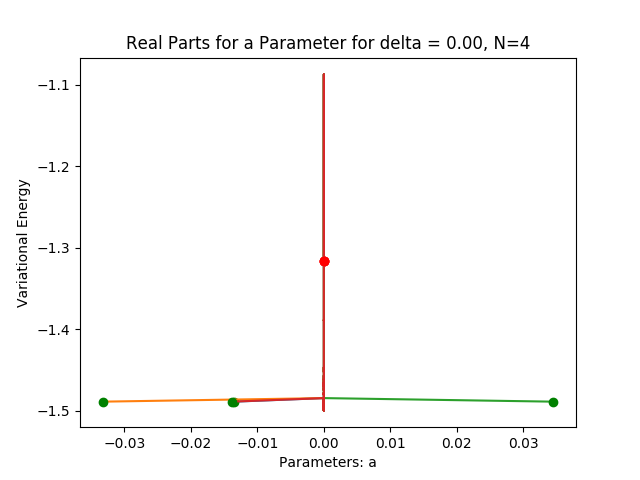 Real Parts for a Parameter for delta = 0.00, N=4
−1.1
−1.2
−1.3
−1.4
−1.5
Variational Energy
−0.03 −0.02 −0.01 0.00 0.01 0.02 0.03
Parameters: a